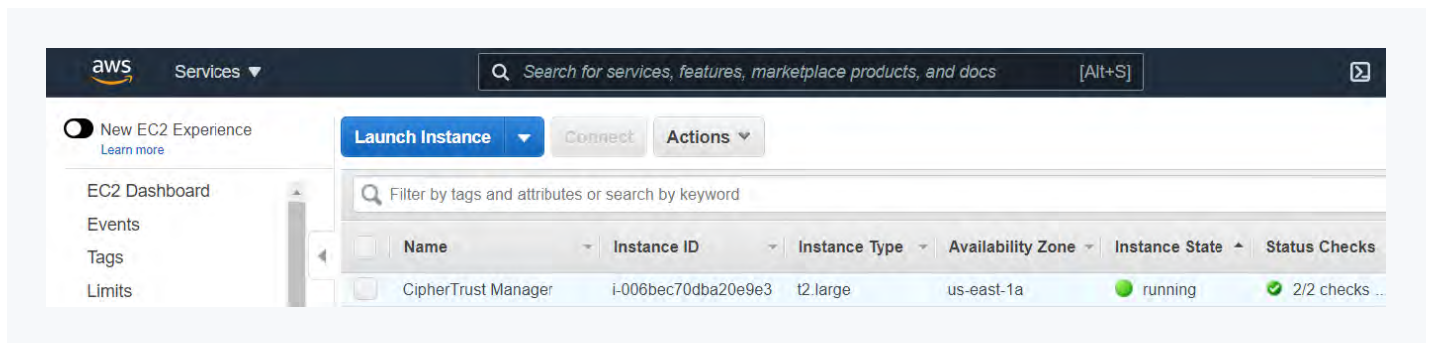 aws Services Search for services, features, marketplace products, and docs [Alt+S]
New EC2 Experience
Learn more
Launch Instance Connect Actions
EC2 Dashboard
Filter by tags and attributes or search by keyword
Events
Name Instance ID Instance Type Availability Zone Instance State Status Checks
Tags
Limits
CipherTrust Manager i-006bec70dba20e9e3 t2.large us-east-1a running 2/2 checks ...